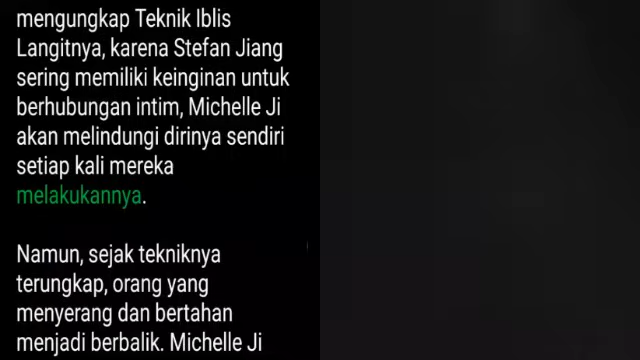 mengungkap Teknik Iblis
Langitnya, karena Stefan Jiang
sering memiliki keinginan untuk
berhubungan intim, Michelle Ji
akan melindungi dirinya sendiri
setiap kali mereka
melakukannya.
Namun, sejak tekniknya
terungkap, orang yang
menyerang dan bertahan
menjadi berbalik. Michelle Ji